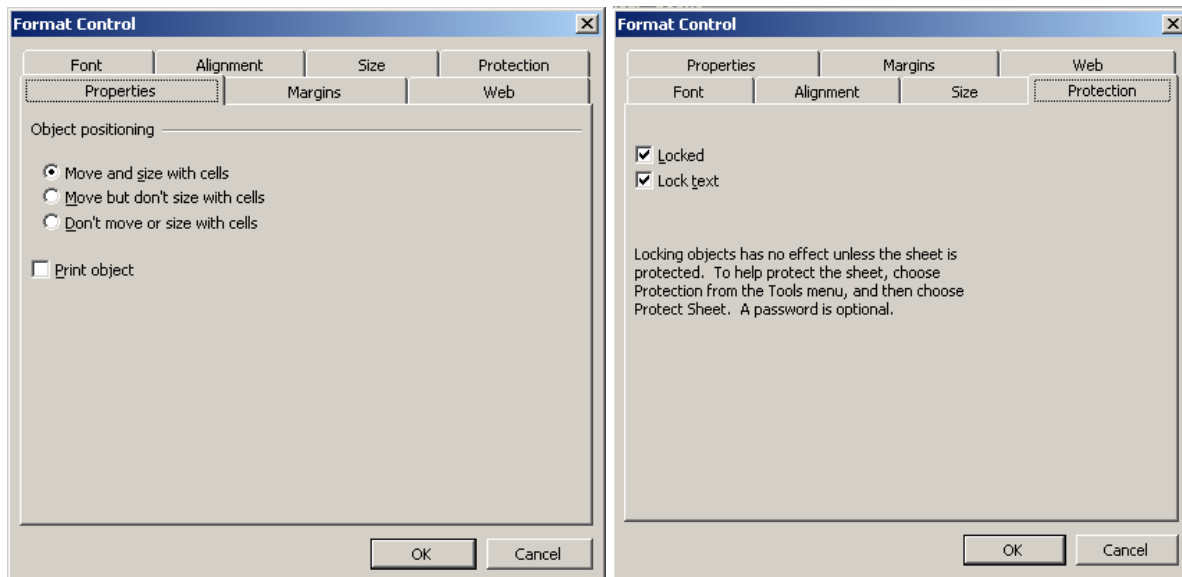 Format Control
Font Alignment Size Protection
Properties Margins Web
Object positioning
Move and size with cells
Move but don't size with cells
Don't move or size with cells
Print object
OK Cancel
Format Control
Properties Margins Web
Font Alignment Size Protection
Locked
Lock text
Locking objects has no effect unless the sheet is
protected. To help protect the sheet, choose
Protection from the Tools menu, and then choose
Protect Sheet. A password is optional.
OK Cancel